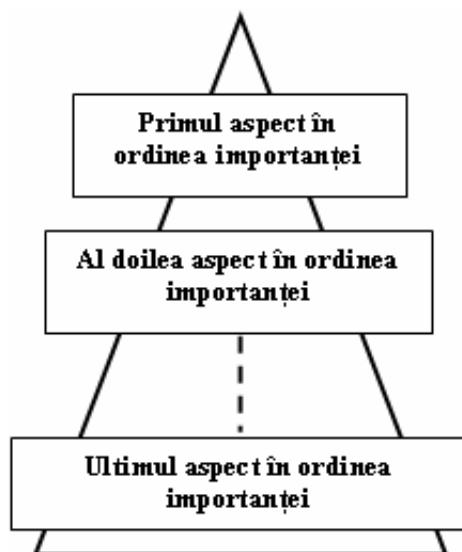 Primul aspect în
ordinea importanței
Al doilea aspect în ordinea
importanței
Ultimul aspect în ordinea
importanței